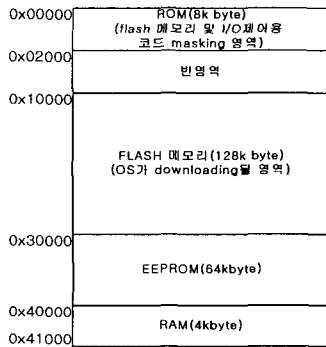 0x00000
ROM(8k byte)
(flash 메모리 및 I/O제어용
코드 masking 영역)
0x02000
빈영역
0x10000
FLASH 메모리(128k byte)
(OS가 downloading될 영역)
0x30000
EEPROM(64kbyte)
0x40000
RAM(4kbyte)
0x41000